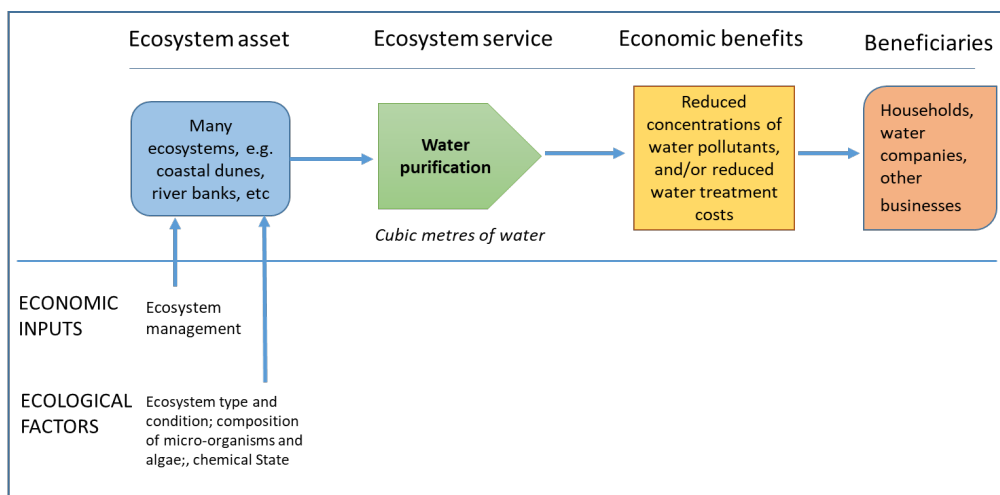 Ecosystem asset
Ecosystem service
Economic benefits
Beneficiaries
Many
ecosystems, e.g.
coastal dunes,
river banks, etc
Water
purification
Cubic metres of water
Reduced
concentrations of
water pollutants,
and/or reduced
water treatment
costs
Households,
water
companies,
other
businesses
ECONOMIC
INPUTS
Ecosystem
management
ECOLOGICAL
FACTORS
Ecosystem type and
condition; composition
of micro-organisms and
algae;, chemical State